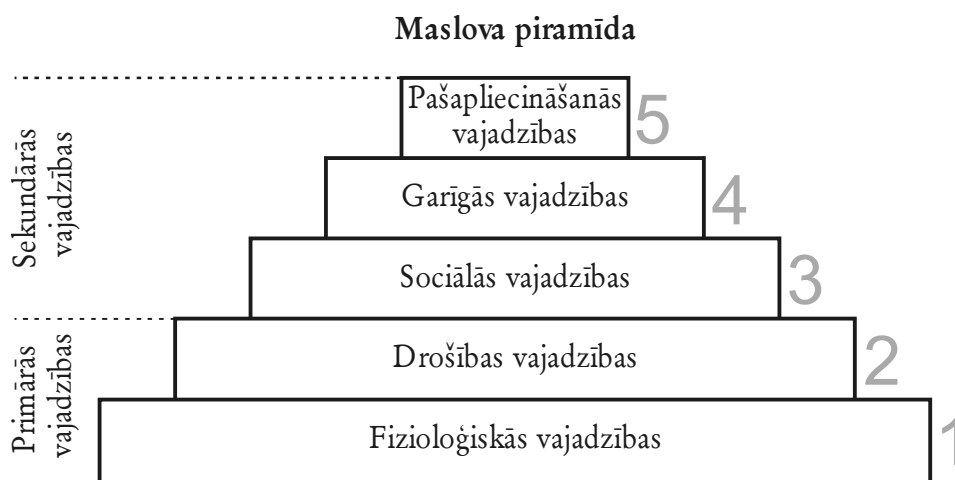 Maslova piramīda
Pašapliecināšanās
vajadzības
5
Garīgās vajadzības
4
Sociālās vajadzības
3
Sekundārās
vajadzības
Drošības vajadzības
2
Fizioloģiskās vajadzības
1
Primārās
vajadzības